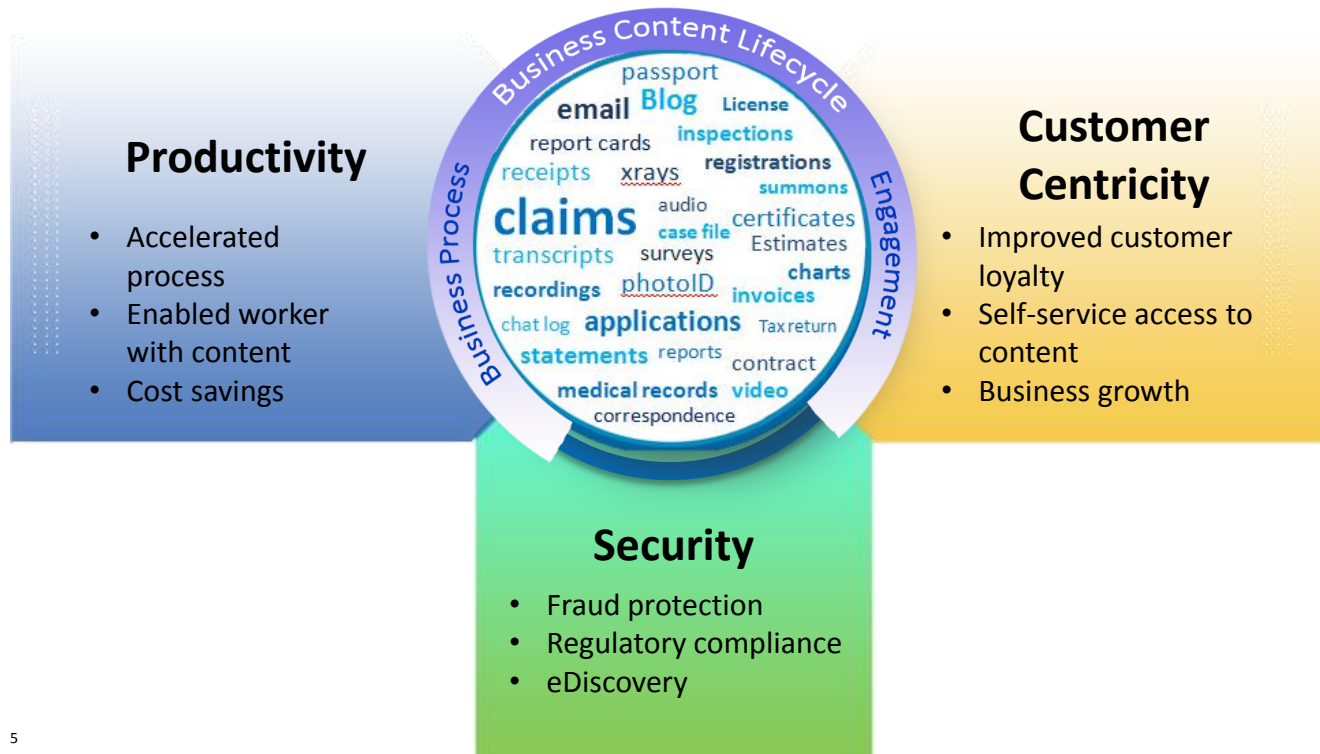 Business Content Lifecycle
Business Process
Engagement
Productivity
• Accelerated
process
• Enabled worker
with content
• Cost savings
passport
email Blog License
report cards inspections
receipts xrays registrations
summons
claims audio certificates
case file
transcripts surveys Estimates
charts
recordings photoID invoices
chat log applications Tax return
statements reports contract
medical records video
correspondence
Customer
Centricity
• Improved customer
loyalty
• Self-service access to
content
• Business growth
Security
• Fraud protection
• Regulatory compliance
• eDiscovery
5